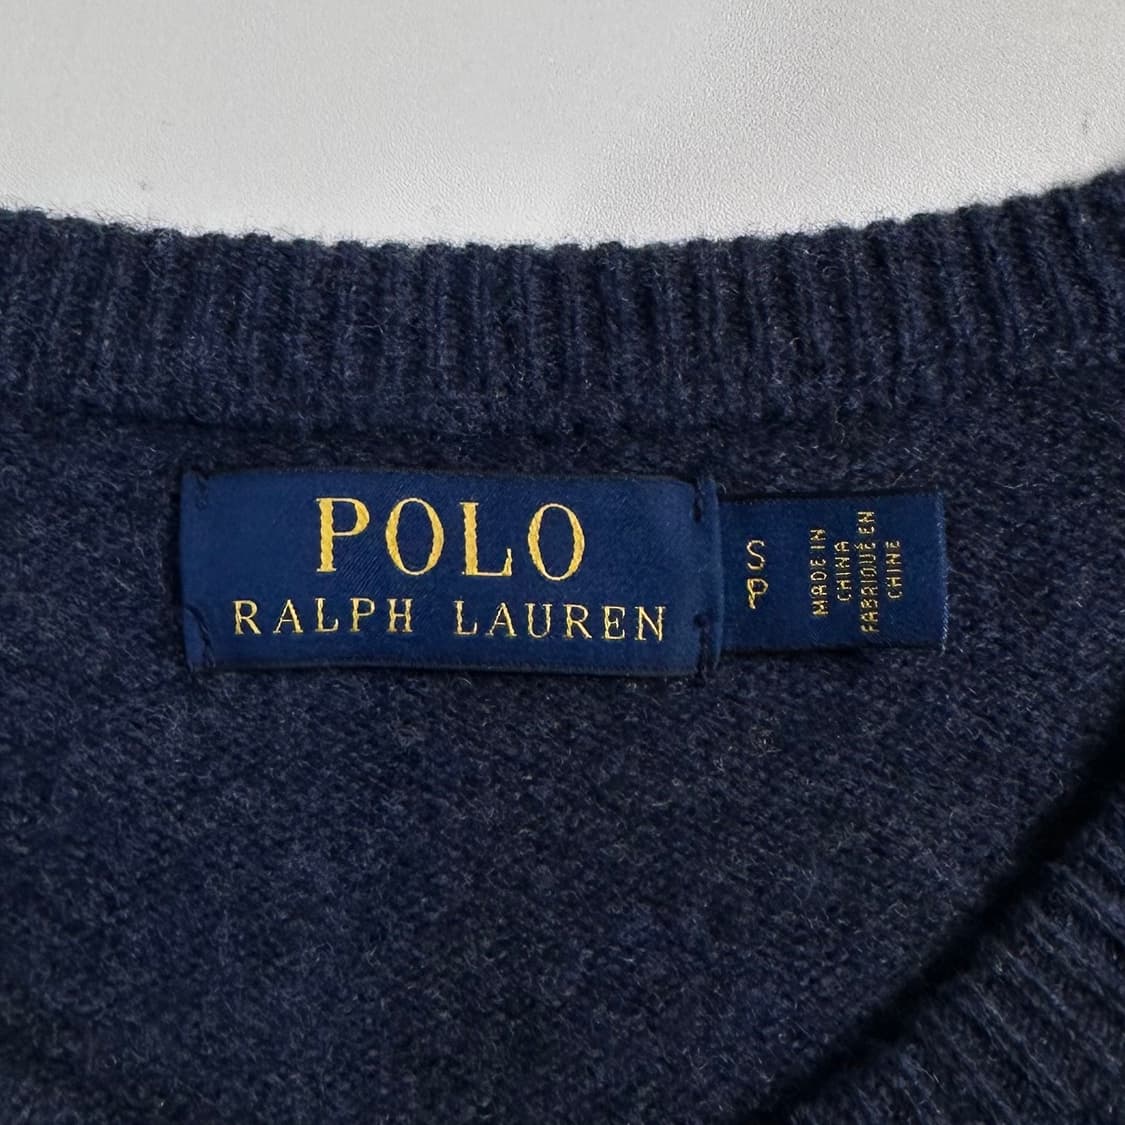 POLO
RALPH LAUREN
S
P
MADE IN
CHINA
FABRIQUÉ EN
CHINE